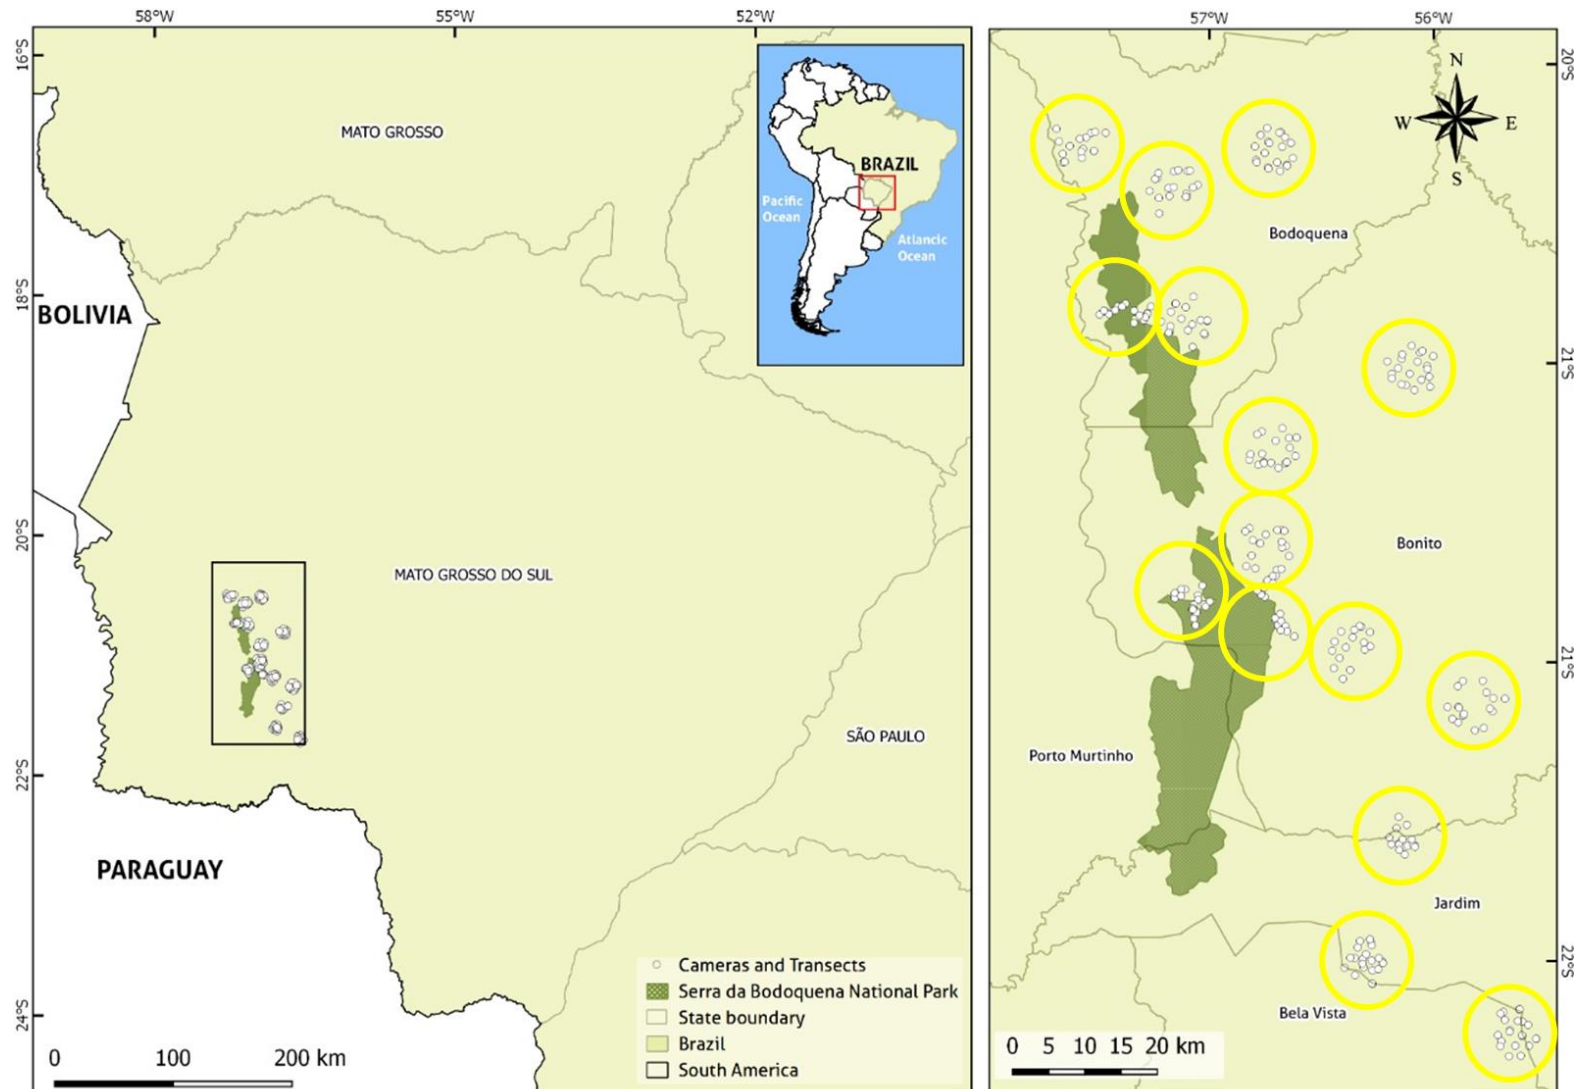 58°W
55°W
52°W
16°S
18°S
20°S
22°S
24°S
MATO GROSSO
BOLIVIA
MATO GROSSO DO SUL
SÃO PAULO
PARAGUAY
BRAZIL
Pacific
Ocean
Atlancic
Ocean
Cameras and Transects
Serra da Bodoquena National Park
State boundary
Brazil
South America
0 100 200 km
57°W
56°W
20°S
21°S
21°S
22°S
N
W
E
S
Bodoquena
Bonito
Porto Murtinho
Jardim
Bela Vista
0 5 10 15 20 km